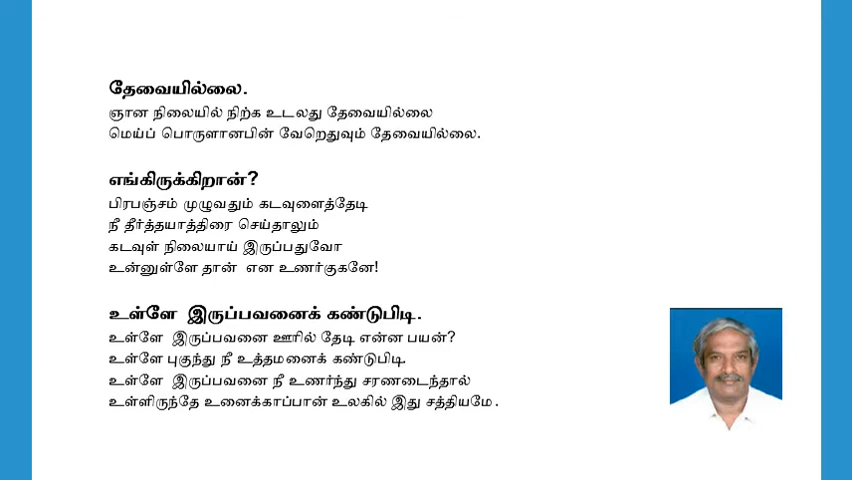 தேவையில்லை.
ஞான நிலையில் நிற்க உடலது தேவையில்லை
மெய்ப் பொருளானபின் வேறெதுவும் தேவையில்லை.
எங்கிருக்கிறான்?
பிரபஞ்சம் முழுவதும் கடவுளைத்தேடி
நீ தீர்த்தயாத்திரை செய்தாலும்
கடவுள் நிலையாய் இருப்பதுவோ
உன்னுள்ளே தான் என உணர்குகனே!
உள்ளே இருப்பவனைக் கண்டுபிடி.
உள்ளே இருப்பவனை ஊரில் தேடி என்ன பயன்?
உள்ளே புகுந்து நீ உத்தமனைக் கண்டுபிடி.
உள்ளே இருப்பவனை நீ உணர்ந்து சரணடைந்தால்
உள்ளிருந்தே உனைக்காப்பான் உலகில் இது சத்தியமே.